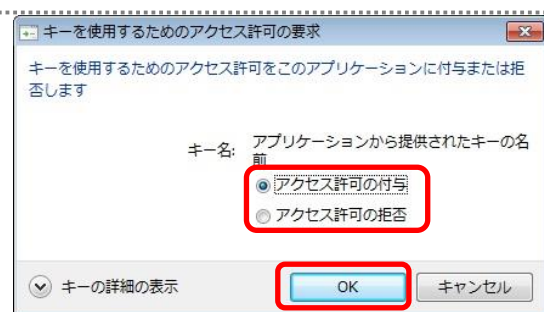 キーを使用するためのアクセス許可の要求
キーを使用するためのアクセス許可をこのアプリケーションに付与または拒
否します
キー名: アプリケーションから提供されたキーの名
前
アクセス許可の付与
アクセス許可の拒否
キーの詳細の表示 OK キャンセル